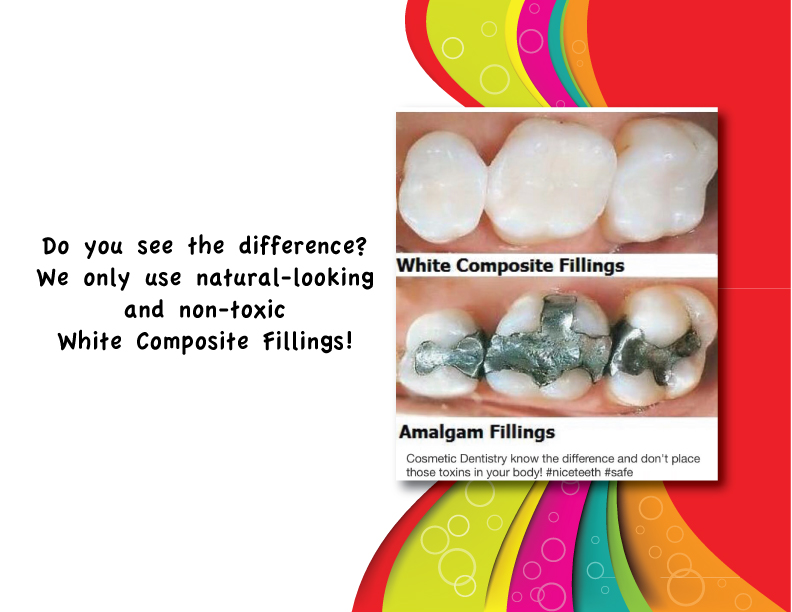 Do you see the difference?
We only use natural-looking
and non-toxic
White Composite Fillings!
White Composite Fillings
Amalgam Fillings
Cosmetic Dentistry know the difference and don't place
those toxins in your body! #niceteeth #safe